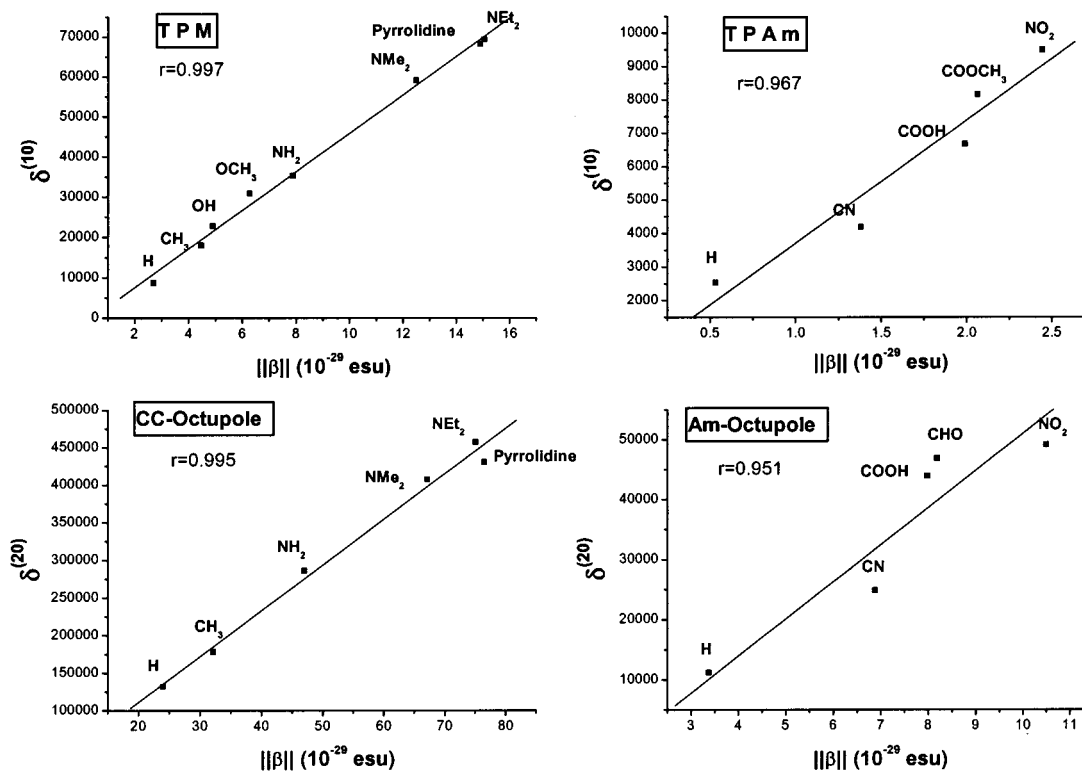 T P M
r=0.997
δ(10)
70000
60000
50000
40000
30000
20000
10000
0
H
CH3
OH
OCH3
NH2
NMe2
Pyrrolidine
NEt2
2 4 6 8 10 12 14 16
||β|| (10-29 esu)
T P A m
r=0.967
δ(10)
10000
9000
8000
7000
6000
5000
4000
3000
2000
H
CN
COOH
COOCH3
NO2
0.5 1.0 1.5 2.0 2.5
||β|| (10-29 esu)
CC-Octupole
r=0.995
δ(20)
500000
450000
400000
350000
300000
250000
200000
150000
100000
H
CH3
NH2
NMe2
NEt2
Pyrrolidine
20 30 40 50 60 70 80
||β|| (10-29 esu)
Am-Octupole
r=0.951
δ(20)
50000
40000
30000
20000
10000
H
CN
COOH
CHO
NO2
3 4 5 6 7 8 9 10 11
||β|| (10-29 esu)